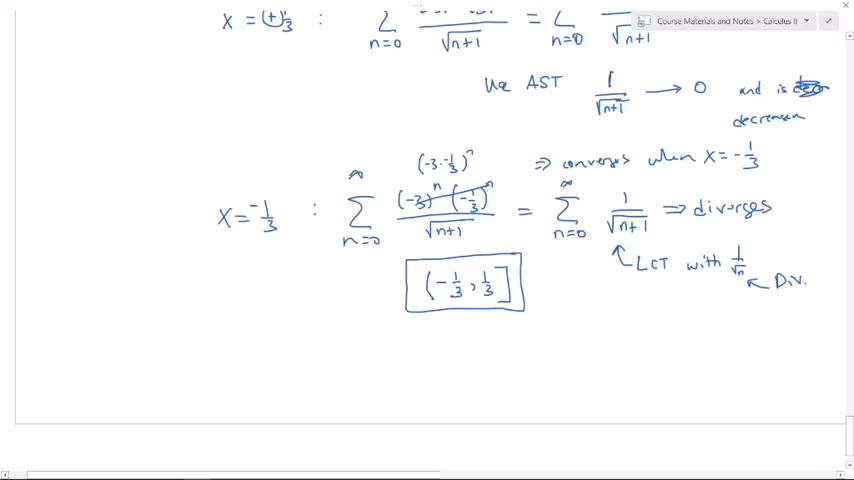 Course Materials and Notes > Calculus II
x = (+) 1/3 : ∑ n=0 √n+1 = ∑ n=0 √n+1
Use AST 1/√n+1 → 0 and is
decreasing
(-3·-1/3)^n ⇒ converges when x = -1/3
x = -1/3 : ∑ n=0 ∞ (-3)^n (-1/3)^n / √n+1 = ∑ n=0 ∞ 1/√n+1 ⇒ diverges
LCT with 1/√n
Div.
(-1/3, 1/3]